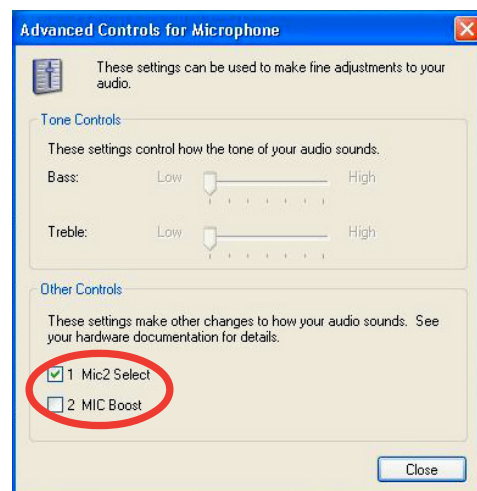 Advanced Controls for Microphone
These settings can be used to make fine adjustments to your
audio.
Tone Controls
These settings control how the tone of your audio sounds.
Bass: Low High
Treble: Low High
Other Controls
These settings make other changes to how your audio sounds. See
your hardware documentation for details.
1 Mic2 Select
2 MIC Boost
Close